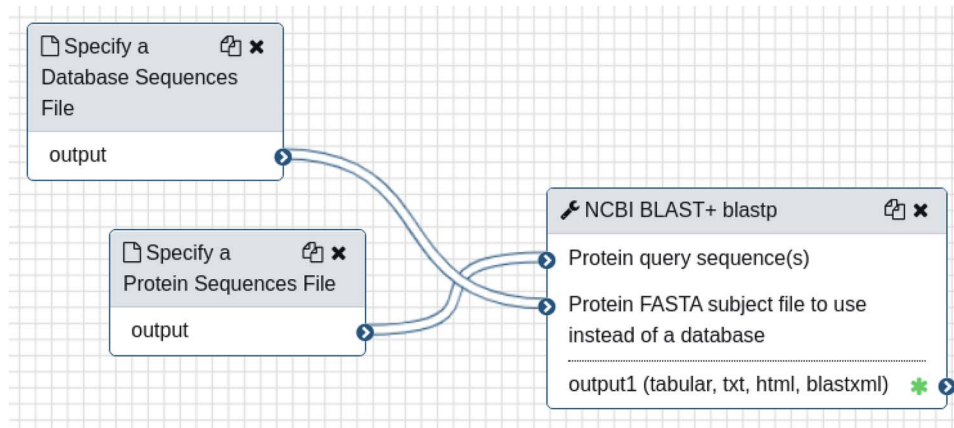 Specify a
Database Sequences
File
output
Specify a
Protein Sequences File
output
NCBI BLAST+ blastp
Protein query sequence(s)
Protein FASTA subject file to use
instead of a database
output1 (tabular, txt, html, blastxml)